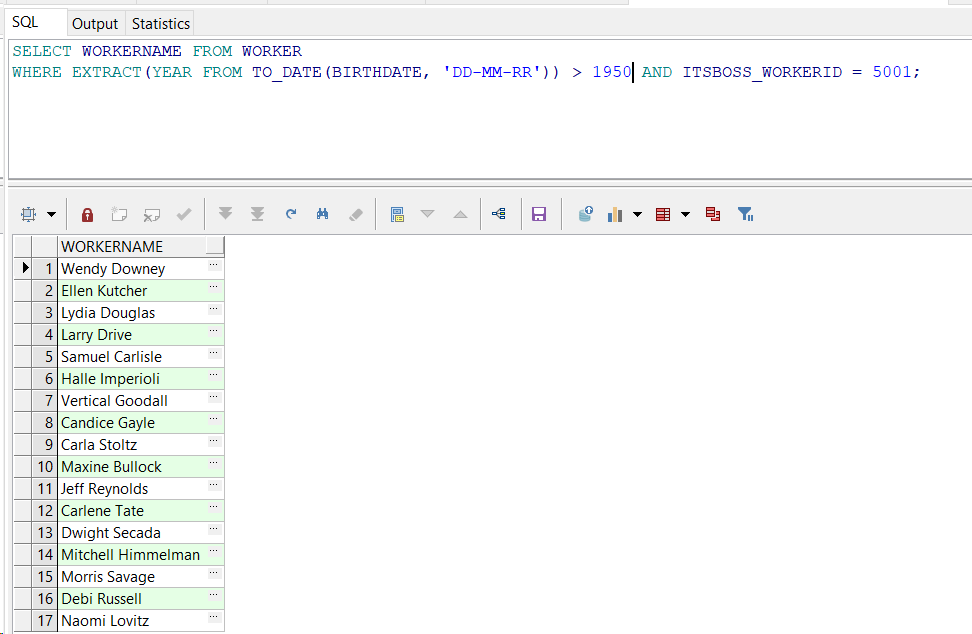 SQL Output Statistics
SELECT WORKERNAME FROM WORKER
WHERE EXTRACT(YEAR FROM TO_DATE(BIRTHDATE, 'DD-MM-RR')) > 1950 AND ITSBOSS_WORKERID = 5001;
WORKERNAME
1 Wendy Downey ...
2 Ellen Kutcher ...
3 Lydia Douglas ...
4 Larry Drive ...
5 Samuel Carlisle ...
6 Halle Imperioli ...
7 Vertical Goodall ...
8 Candice Gayle ...
9 Carla Stoltz ...
10 Maxine Bullock ...
11 Jeff Reynolds ...
12 Carlene Tate ...
13 Dwight Secada ...
14 Mitchell Himmelman ...
15 Morris Savage ...
16 Debi Russell ...
17 Naomi Lovitz ...